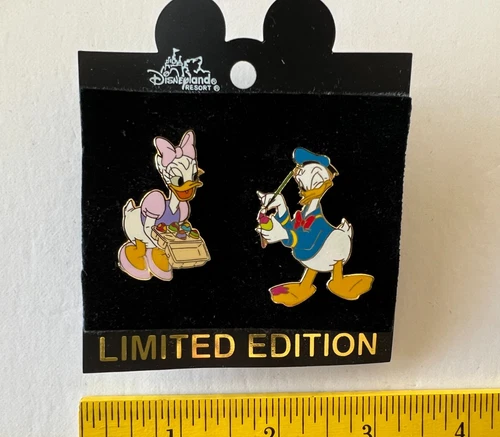 Disneyland
RESORT®
LIMITED EDITION
1 2 3 4